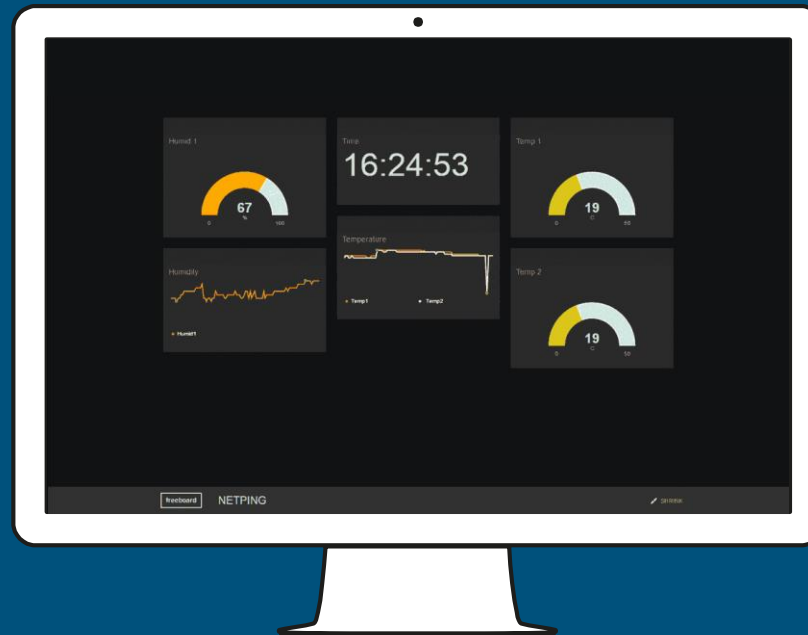 Humid 1
67
%
0
100
Humidity
Humid1
Time
16:24:53
Temperature
Temp1
Temp2
Temp 1
19
C
0
50
Temp 2
19
C
0
50
freeboard
NETPING